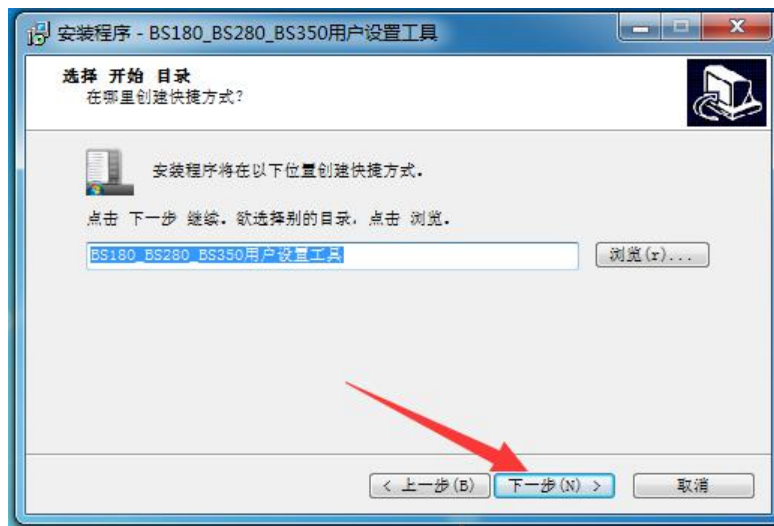 安装程序 - BS180_BS280_BS350用户设置工具
选择 开始 目录
在哪里创建快捷方式?
安装程序将在以下位置创建快捷方式.
点击 下一步 继续. 欲选择别的目录, 点击 浏览.
BS180_BS280_BS350用户设置工具
浏览(r)...
< 上一步(B) 下一步(N) > 取消